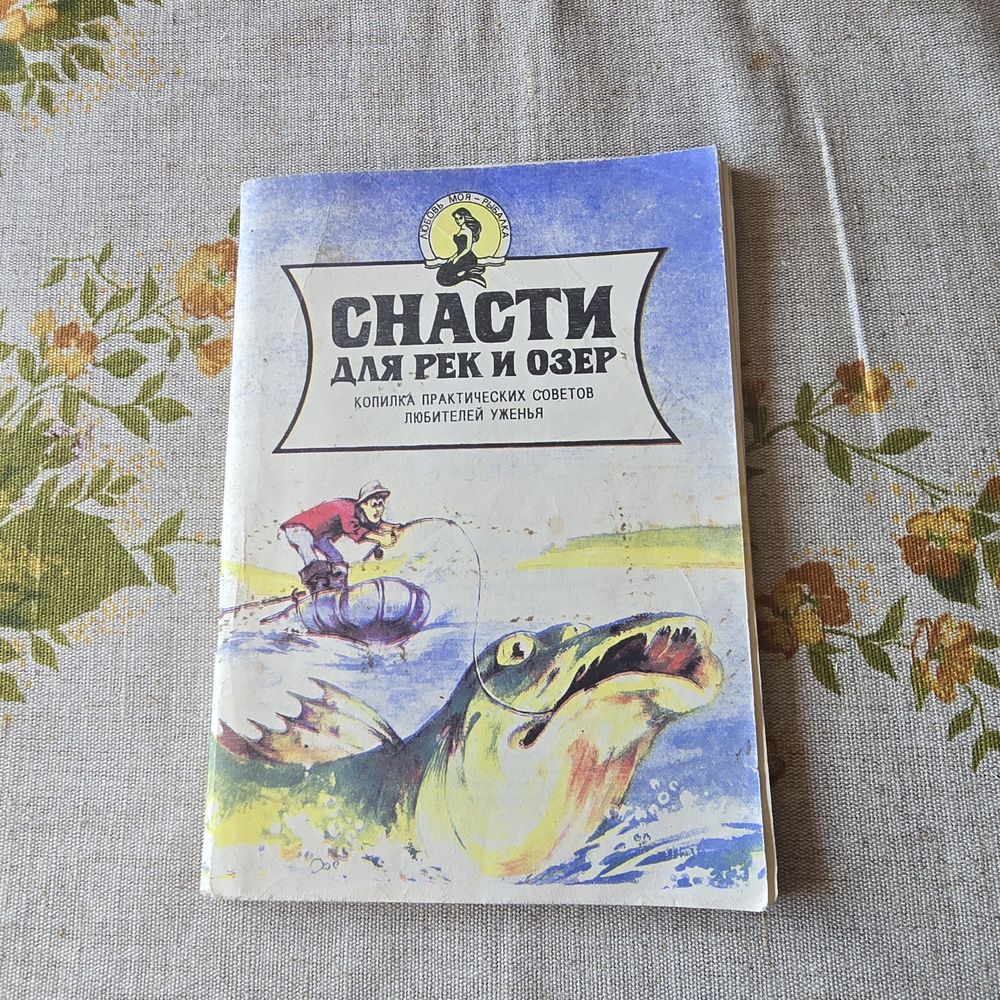 ЛЮБОВЬ МОЯ - РЫБАЛКА
СНАСТИ
ДЛЯ РЕК И ОЗЕР
КОПИЛКА ПРАКТИЧЕСКИХ СОВЕТОВ
ЛЮБИТЕЛЕЙ УЖЕНЬЯ